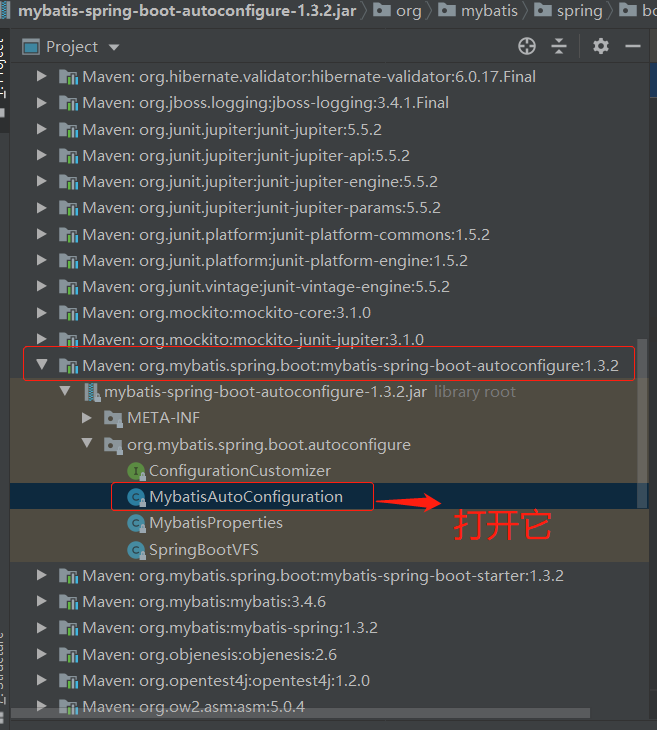 mybatis-spring-boot-autoconfigure-1.3.2.jar org mybatis spring bo
Project
Maven: org.hibernate.validator:hibernate-validator:6.0.17.Final
Maven: org.jboss.logging:jboss-logging:3.4.1.Final
Maven: org.junit.jupiter:junit-jupiter:5.5.2
Maven: org.junit.jupiter:junit-jupiter-api:5.5.2
Maven: org.junit.jupiter:junit-jupiter-engine:5.5.2
Maven: org.junit.jupiter:junit-jupiter-params:5.5.2
Maven: org.junit.platform:junit-platform-commons:1.5.2
Maven: org.junit.platform:junit-platform-engine:1.5.2
Maven: org.junit.vintage:junit-vintage-engine:5.5.2
Maven: org.mockito:mockito-core:3.1.0
Maven: org.mockito:mockito-junit-jupiter:3.1.0
Maven: org.mybatis.spring.boot:mybatis-spring-boot-autoconfigure:1.3.2
mybatis-spring-boot-autoconfigure-1.3.2.jar library root
META-INF
org.mybatis.spring.boot.autoconfigure
ConfigurationCustomizer
MybatisAutoConfiguration
打开它
MybatisProperties
SpringBootVFS
Maven: org.mybatis.spring.boot:mybatis-spring-boot-starter:1.3.2
Maven: org.mybatis:mybatis:3.4.6
Maven: org.mybatis:mybatis-spring:1.3.2
Maven: org.objenesis:objenesis:2.6
Maven: org.opentest4j:opentest4j:1.2.0
Maven: org.ow2.asm:asm:5.0.4